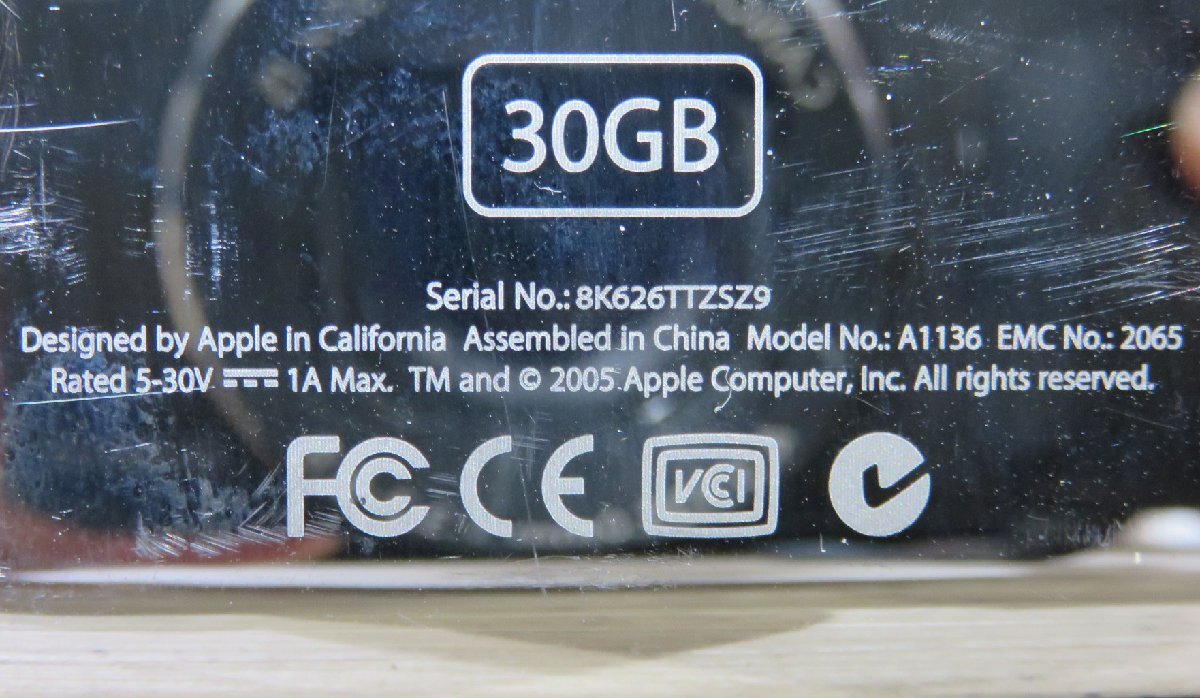 30GB
Serial No.: 8K626TTZSZ9
Designed by Apple in California Assembled in China Model No.: A1136 EMC No.: 2065
Rated 5-30V ⎓ 1A Max. TM and © 2005 Apple Computer, Inc. All rights reserved.
FC CE VCI